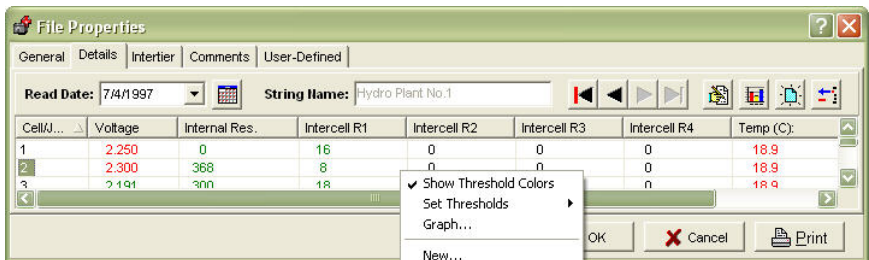 File Properties
General Details Intertier Comments User-Defined
Read Date: 7/4/1997 String Name: Hydro Plant No.1
Cell/J... Voltage Internal Res. Intercell R1 Intercell R2 Intercell R3 Intercell R4 Temp (C):
1 2.250 0 16 0 0 0 18.9
2 2.300 368 8 0 0 0 18.9
3 2.191 300 18 0 18.9
Show Threshold Colors
Set Thresholds
Graph...
OK Cancel Print
New...